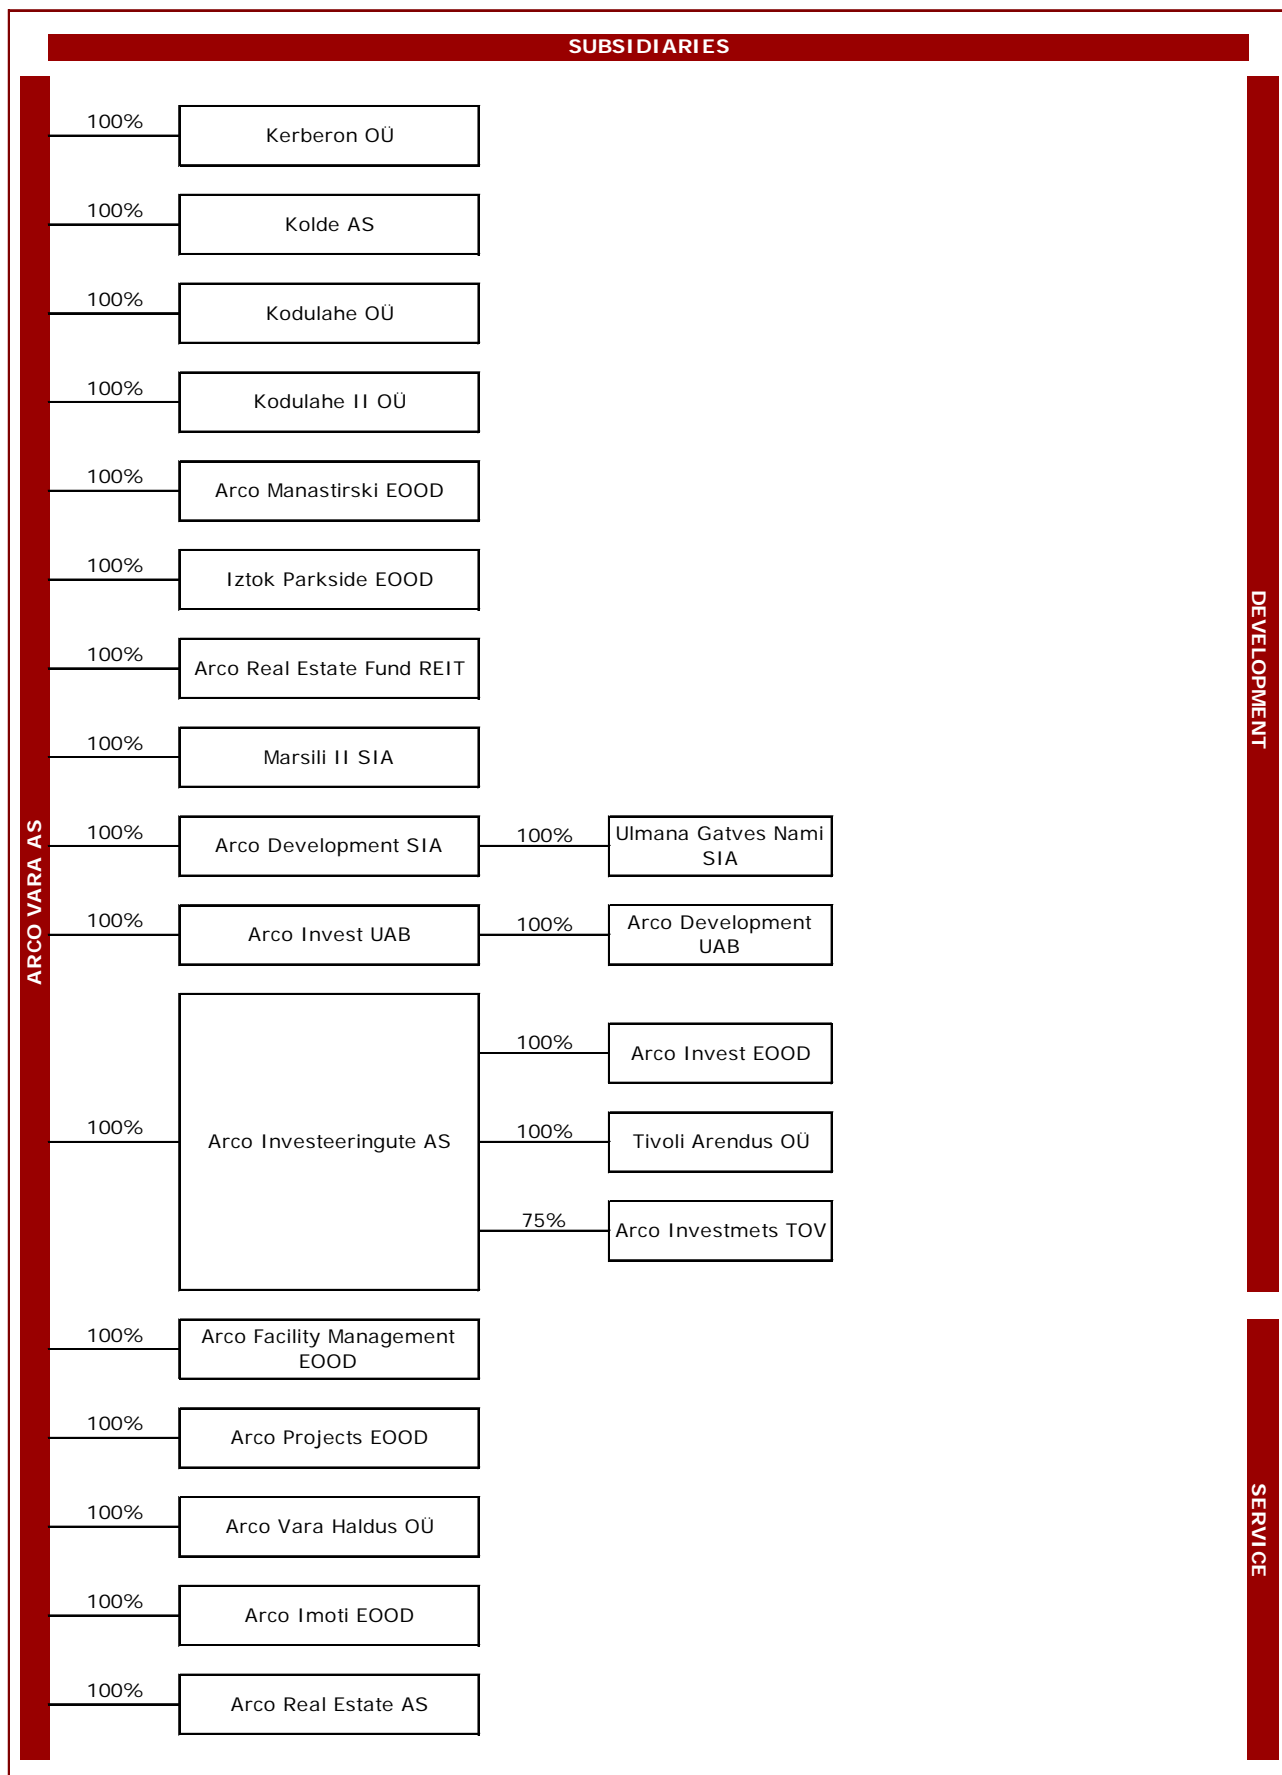 SUBSIDIARIES
ARCO VARA AS
DEVELOPMENT
100%
Kerberon OÜ
100%
Kolde AS
100%
Kodulahe OÜ
100%
Kodulahe II OÜ
100%
Arco Manastirski EOOD
100%
Iztok Parkside EOOD
100%
Arco Real Estate Fund REIT
100%
Marsili II SIA
100%
Arco Development SIA
100%
Ulmana Gatves Nami
SIA
100%
Arco Invest UAB
100%
Arco Development
UAB
100%
Arco Investeeringute AS
100%
Arco Invest EOOD
100%
Tivoli Arendus OÜ
75%
Arco Investmets TOV
SERVICE
100%
Arco Facility Management
EOOD
100%
Arco Projects EOOD
100%
Arco Vara Haldus OÜ
100%
Arco Imoti EOOD
100%
Arco Real Estate AS